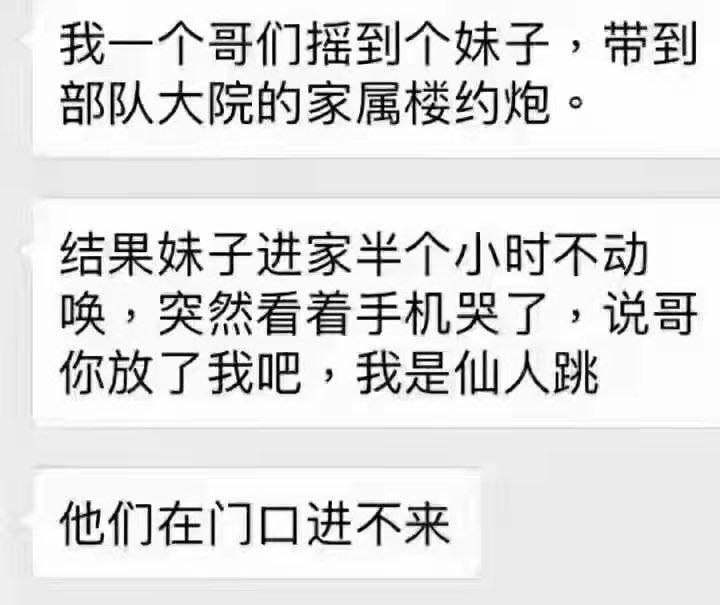 我一个哥们摇到个妹子，带到
部队大院的家属楼约炮。
结果妹子进家半个小时不动
唤，突然看着手机哭了，说哥
你放了我吧，我是仙人跳
他们在门口进不来